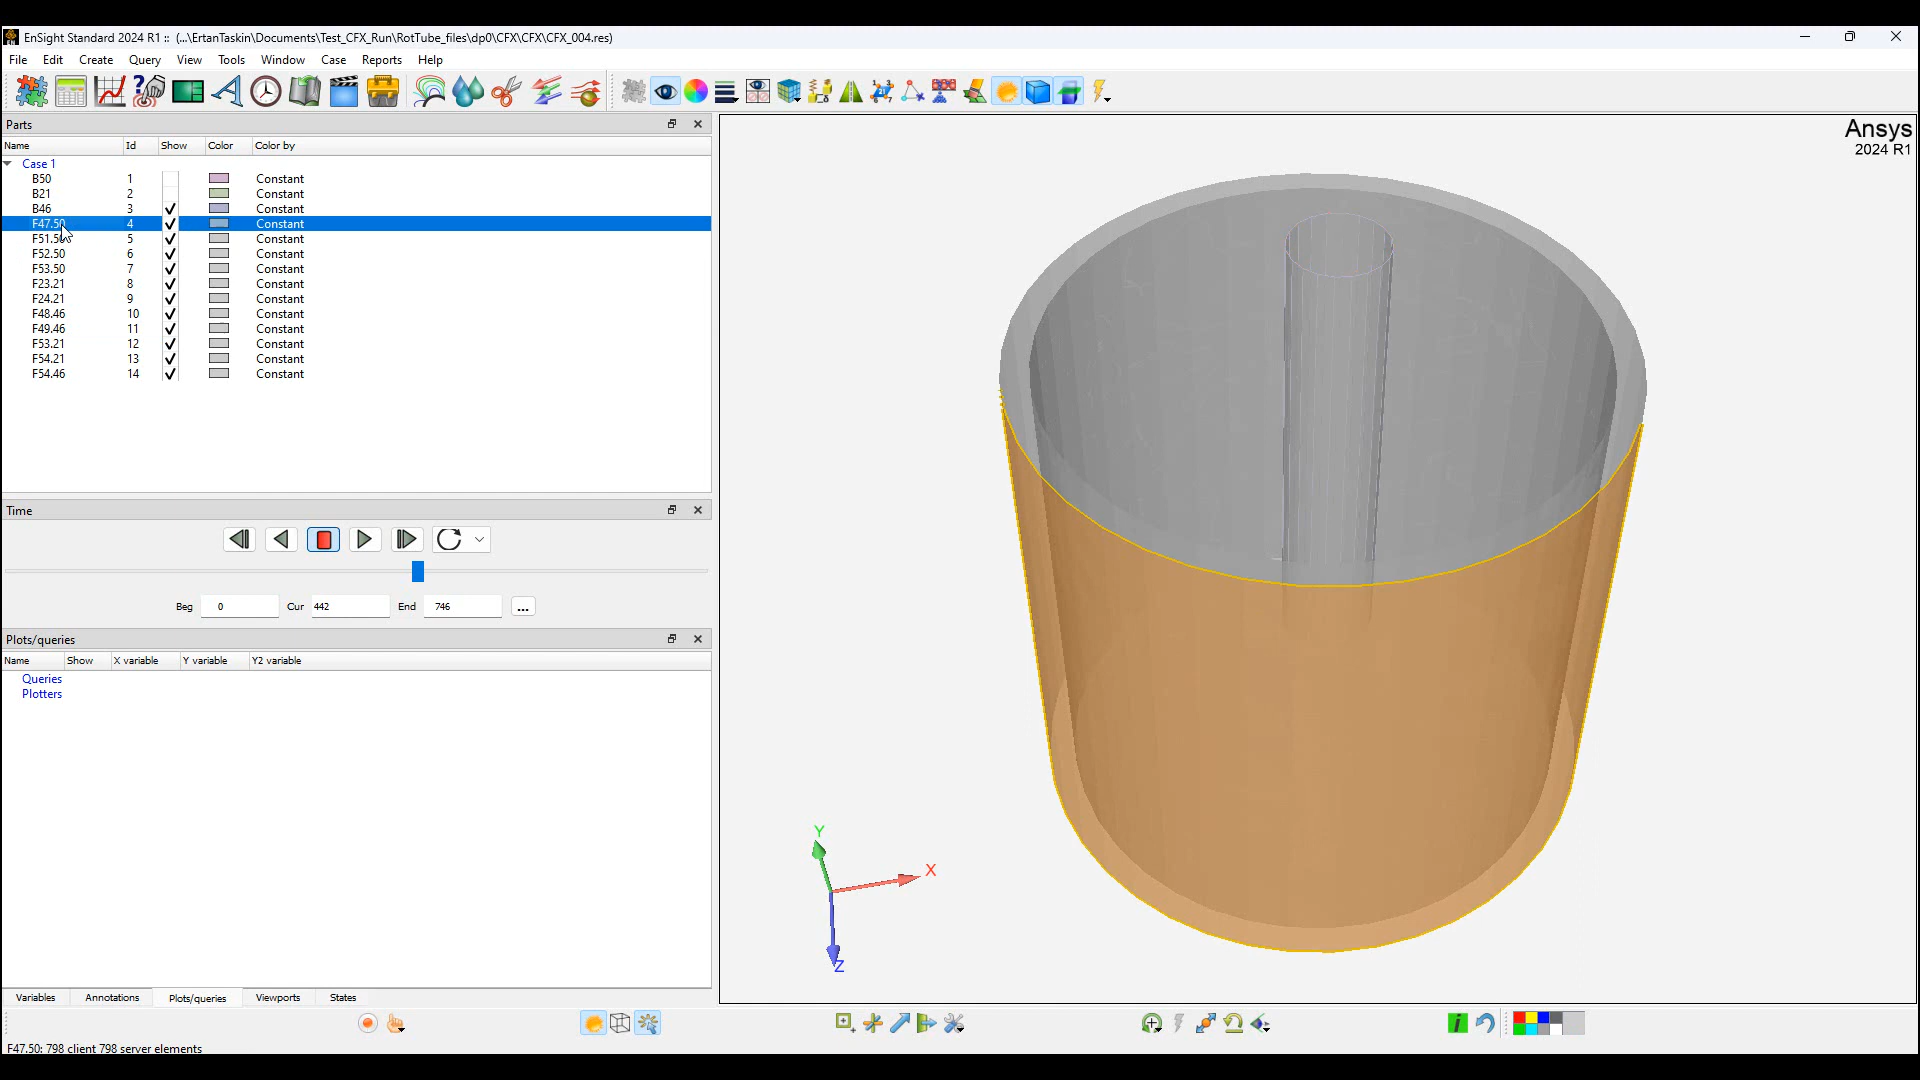 EnSight Standard 2024 R1 :: (...\ErtanTaskin\Documents\Test_CFX_Run\RotTube_files\dp0\CFX\CFX\CFX_004.res)
File Edit Create Query View Tools Window Case Reports Help
Parts
Name Id Show Color Color by
Case 1
B50 1 Constant
B21 2 Constant
B46 3 Constant
F47.50 4 Constant
F51.50 5 Constant
F52.50 6 Constant
F53.50 7 Constant
F23.21 8 Constant
F24.21 9 Constant
F48.46 10 Constant
F49.46 11 Constant
F53.21 12 Constant
F54.21 13 Constant
F54.46 14 Constant
Time
Beg 0 Cur 442 End 746 ...
Plots/queries
Name Show X variable Y variable Y2 variable
Queries
Plotters
Variables Annotations Plots/queries Viewports States
F47.50: 798 client 798 server elements
Ansys
2024 R1
Y
X
Z